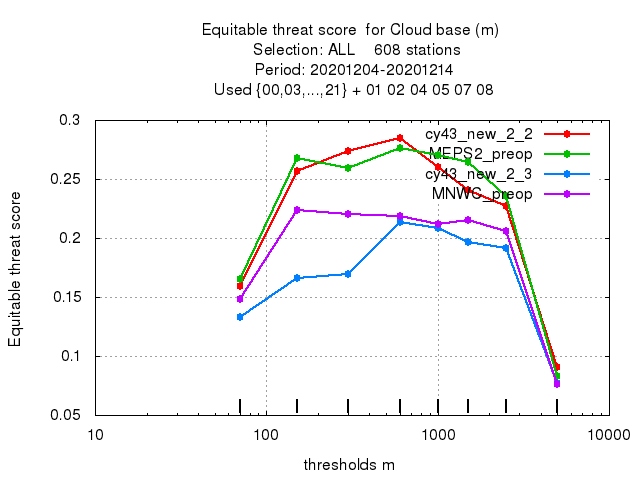 Equitable threat score  for Cloud base (m)
Selection: ALL    608 stations
Period: 20201204-20201214
Used {00,03,...,21} + 01 02 04 05 07 08
0.3
0.25
0.2
0.15
0.1
0.05
Equitable threat score
cy43_new_2_2
MEPS2_preop
cy43_new_2_3
MNWC_preop
10
100
1000
10000
thresholds m